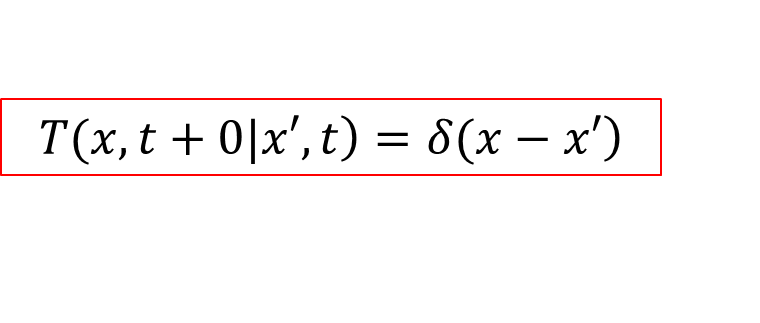 T(x, t + 0|x′, t) = δ(x − x′)